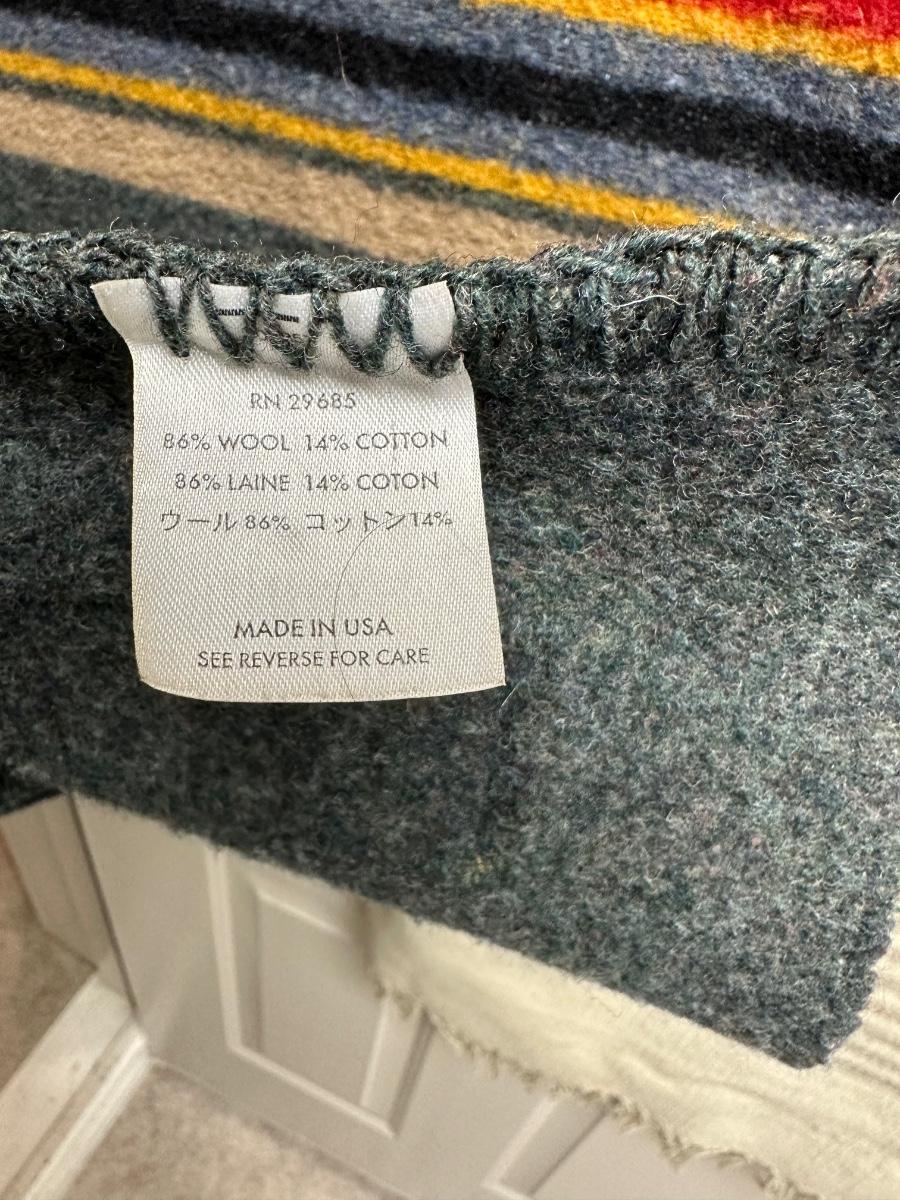 RN 29685
86% WOOL 14% COTTON
86% LAINE 14% COTON
ウール 86% コットン14%
MADE IN USA
SEE REVERSE FOR CARE